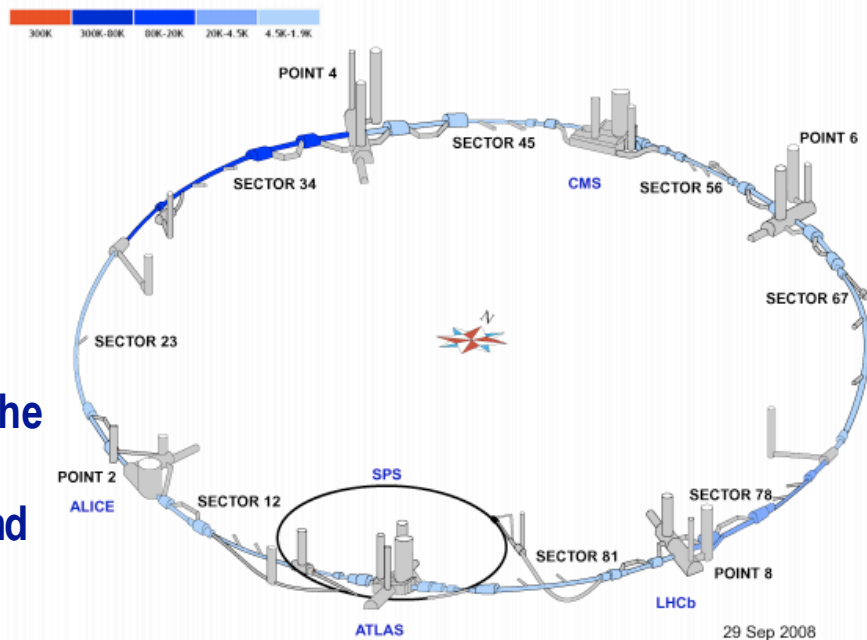 300K 300K-80K 80K-20K 20K-4.5K 4.5K-1.9K
POINT 4
SECTOR 45
POINT 6
SECTOR 34
CMS
SECTOR 56
N
SECTOR 67
SECTOR 23
he
POINT 2
SPS
SECTOR 78
ALICE
SECTOR 12
nd
SECTOR 81
POINT 8
LHCb
ATLAS
29 Sep 2008